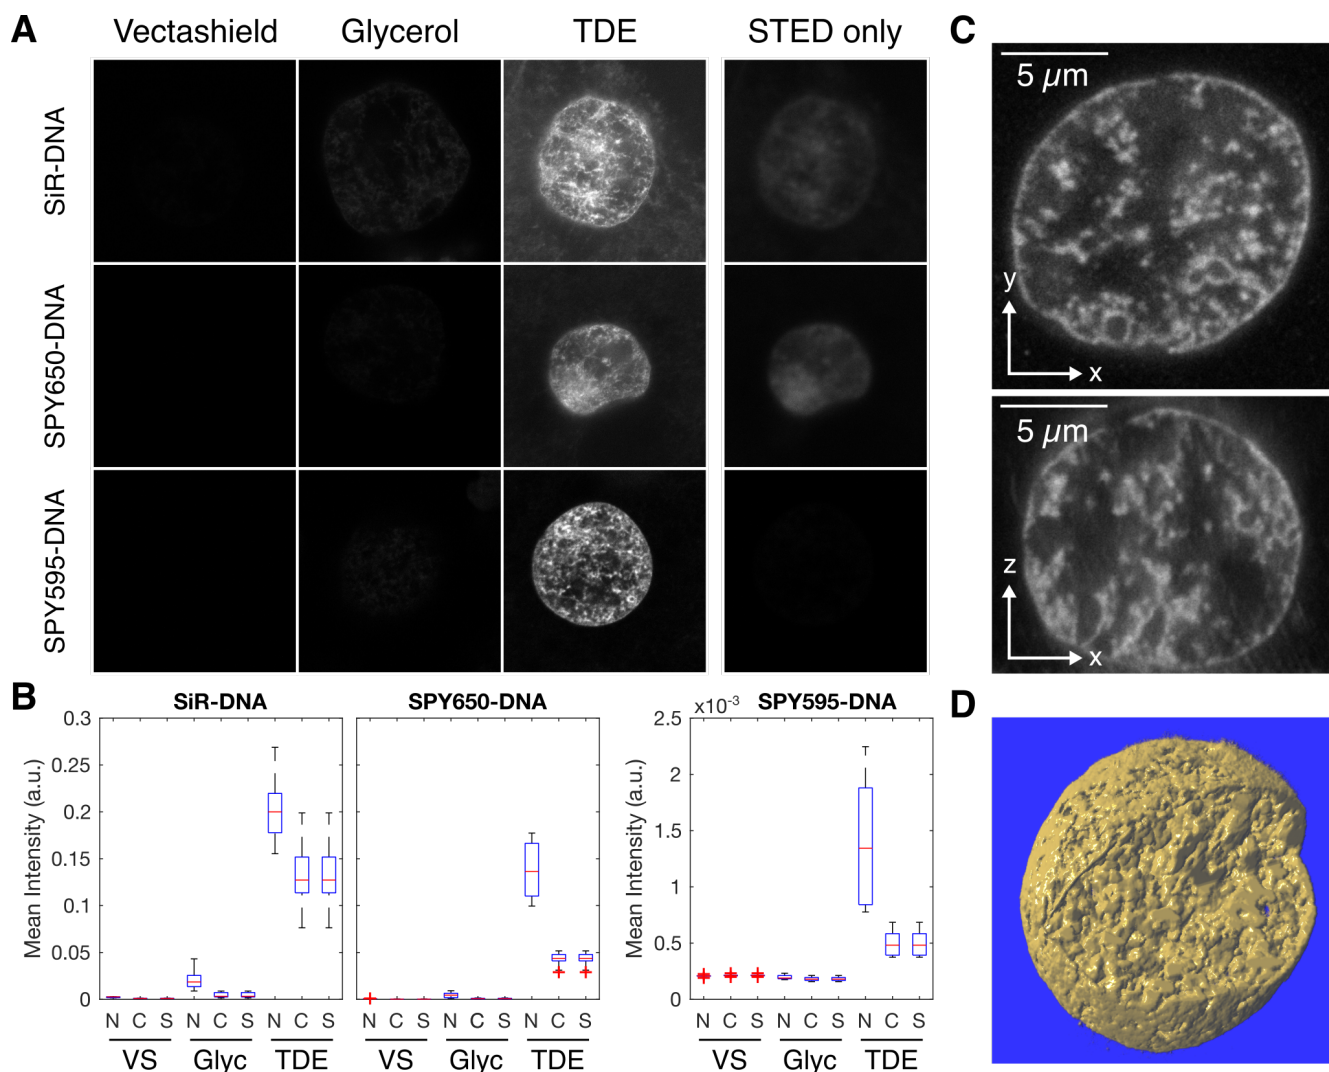 A
Vectashield Glycerol TDE STED only
SiR-DNA
SPY650-DNA
SPY595-DNA
C
5 µm
y
x
5 µm
z
x
B
SiR-DNA
Mean Intensity (a.u.)
0.3
0.25
0.2
0.15
0.1
0.05
0
N C S N C S N C S
VS Glyc TDE
SPY650-DNA
N C S N C S N C S
VS Glyc TDE
x10⁻³ SPY595-DNA
Mean Intensity (a.u.)
2.5
2
1.5
1
0.5
0
N C S N C S N C S
VS Glyc TDE
D